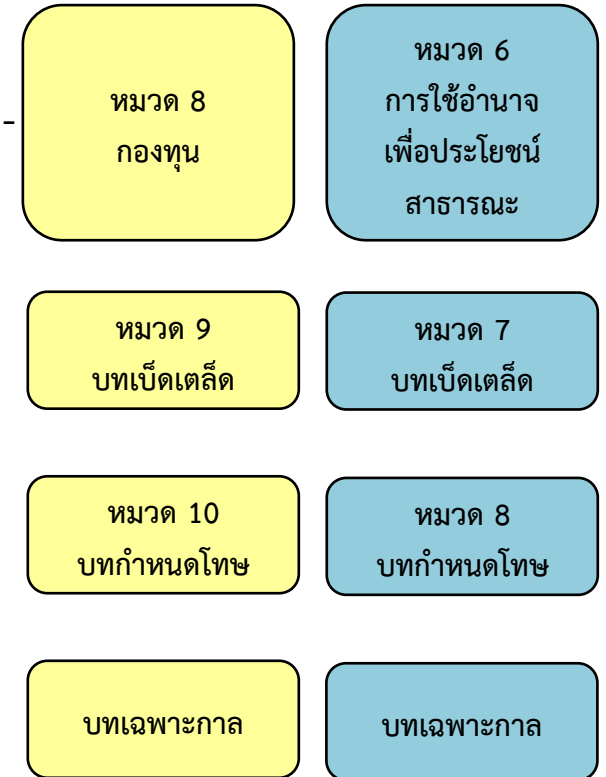 -
หมวด 8
กองทุน
หมวด 6
การใช้อำนาจ
เพื่อประโยชน์
สาธารณะ
หมวด 9
บทเบ็ดเตล็ด
หมวด 7
บทเบ็ดเตล็ด
หมวด 10
บทกำหนดโทษ
หมวด 8
บทกำหนดโทษ
บทเฉพาะกาล
บทเฉพาะกาล